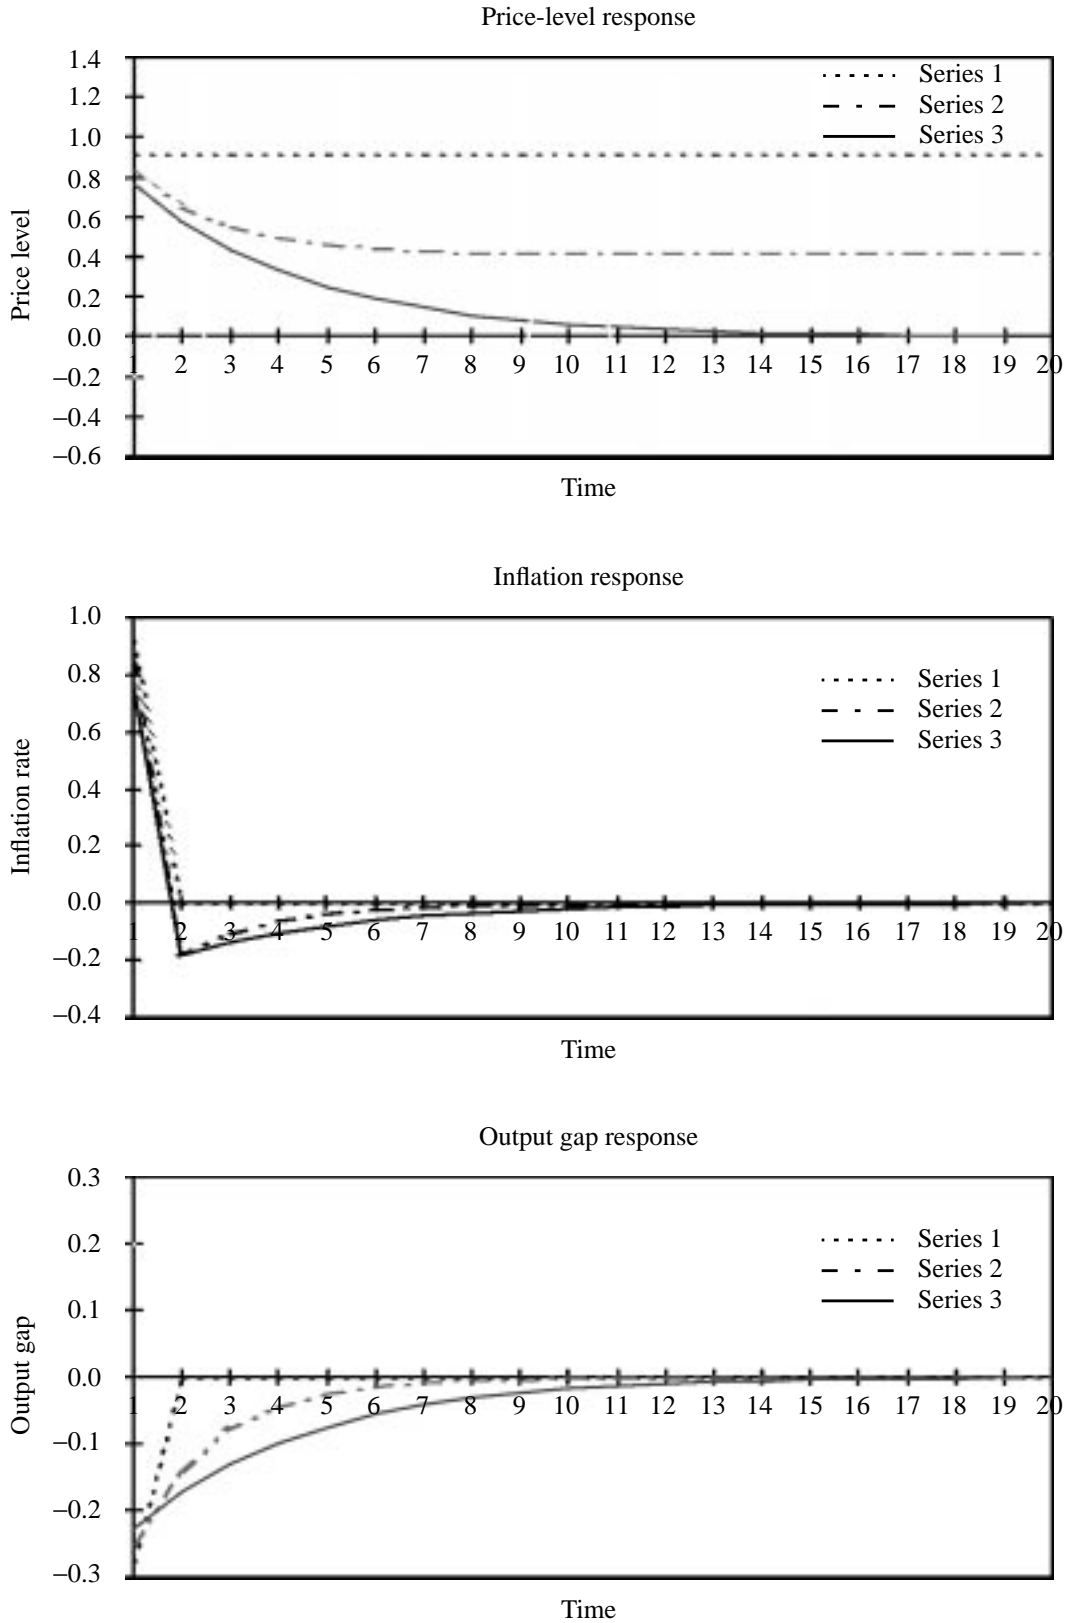 Price-level response
1.4
1.2
1.0
0.8
0.6
0.4
0.2
0.0
–0.2
–0.4
–0.6
Price level
Series 1
Series 2
Series 3
1 2 3 4 5 6 7 8 9 10 11 12 13 14 15 16 17 18 19 20
Time
Inflation response
1.0
0.8
0.6
0.4
0.2
0.0
–0.2
–0.4
Inflation rate
Series 1
Series 2
Series 3
1 2 3 4 5 6 7 8 9 10 11 12 13 14 15 16 17 18 19 20
Time
Output gap response
0.3
0.2
0.1
0.0
–0.1
–0.2
–0.3
Output gap
Series 1
Series 2
Series 3
1 2 3 4 5 6 7 8 9 10 11 12 13 14 15 16 17 18 19 20
Time